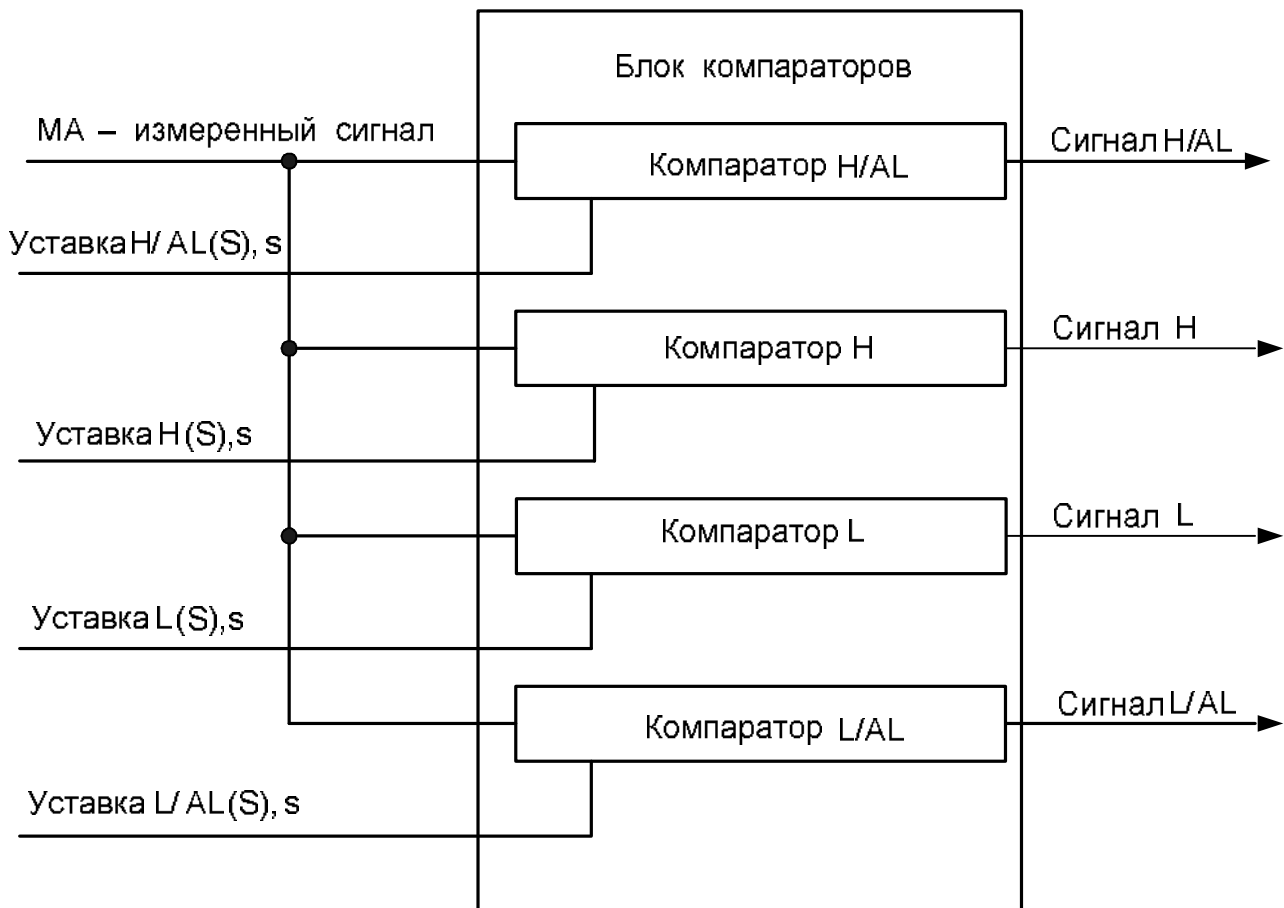 Блок компараторов
МА – измеренный сигнал
Компаратор H/AL
Сигнал H/AL
Уставка H/ AL(S), s
Компаратор H
Сигнал H
Уставка H(S),s
Компаратор L
Сигнал L
Уставка L(S),s
Компаратор L/AL
Сигнал L/AL
Уставка L/ AL(S), s